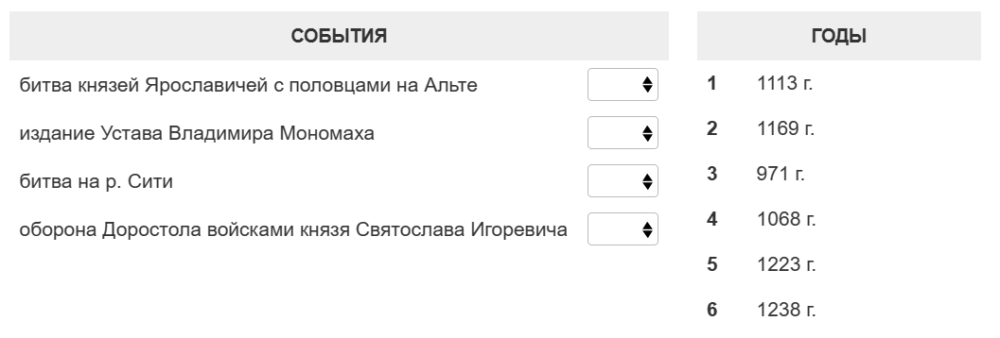 СОБЫТИЯ
битва князей Ярославичей с половцами на Альте
издание Устава Владимира Мономаха
битва на р. Сити
оборона Доростола войсками князя Святослава Игоревича
ГОДЫ
1 1113 г.
2 1169 г.
3 971 г.
4 1068 г.
5 1223 г.
6 1238 г.